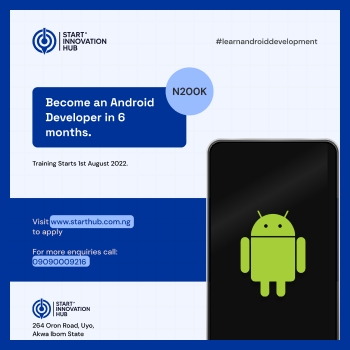 START
INNOVATION
HUB
#learnandroiddevelopment
N200K
Become an Android
Developer in 6
months.
Training Starts 1st August 2022.
Visit www.starthub.com.ng
to apply
For more enquiries call:
09090009216
START
INNOVATION
HUB
264 Oron Road, Uyo,
Akwa Ibom State